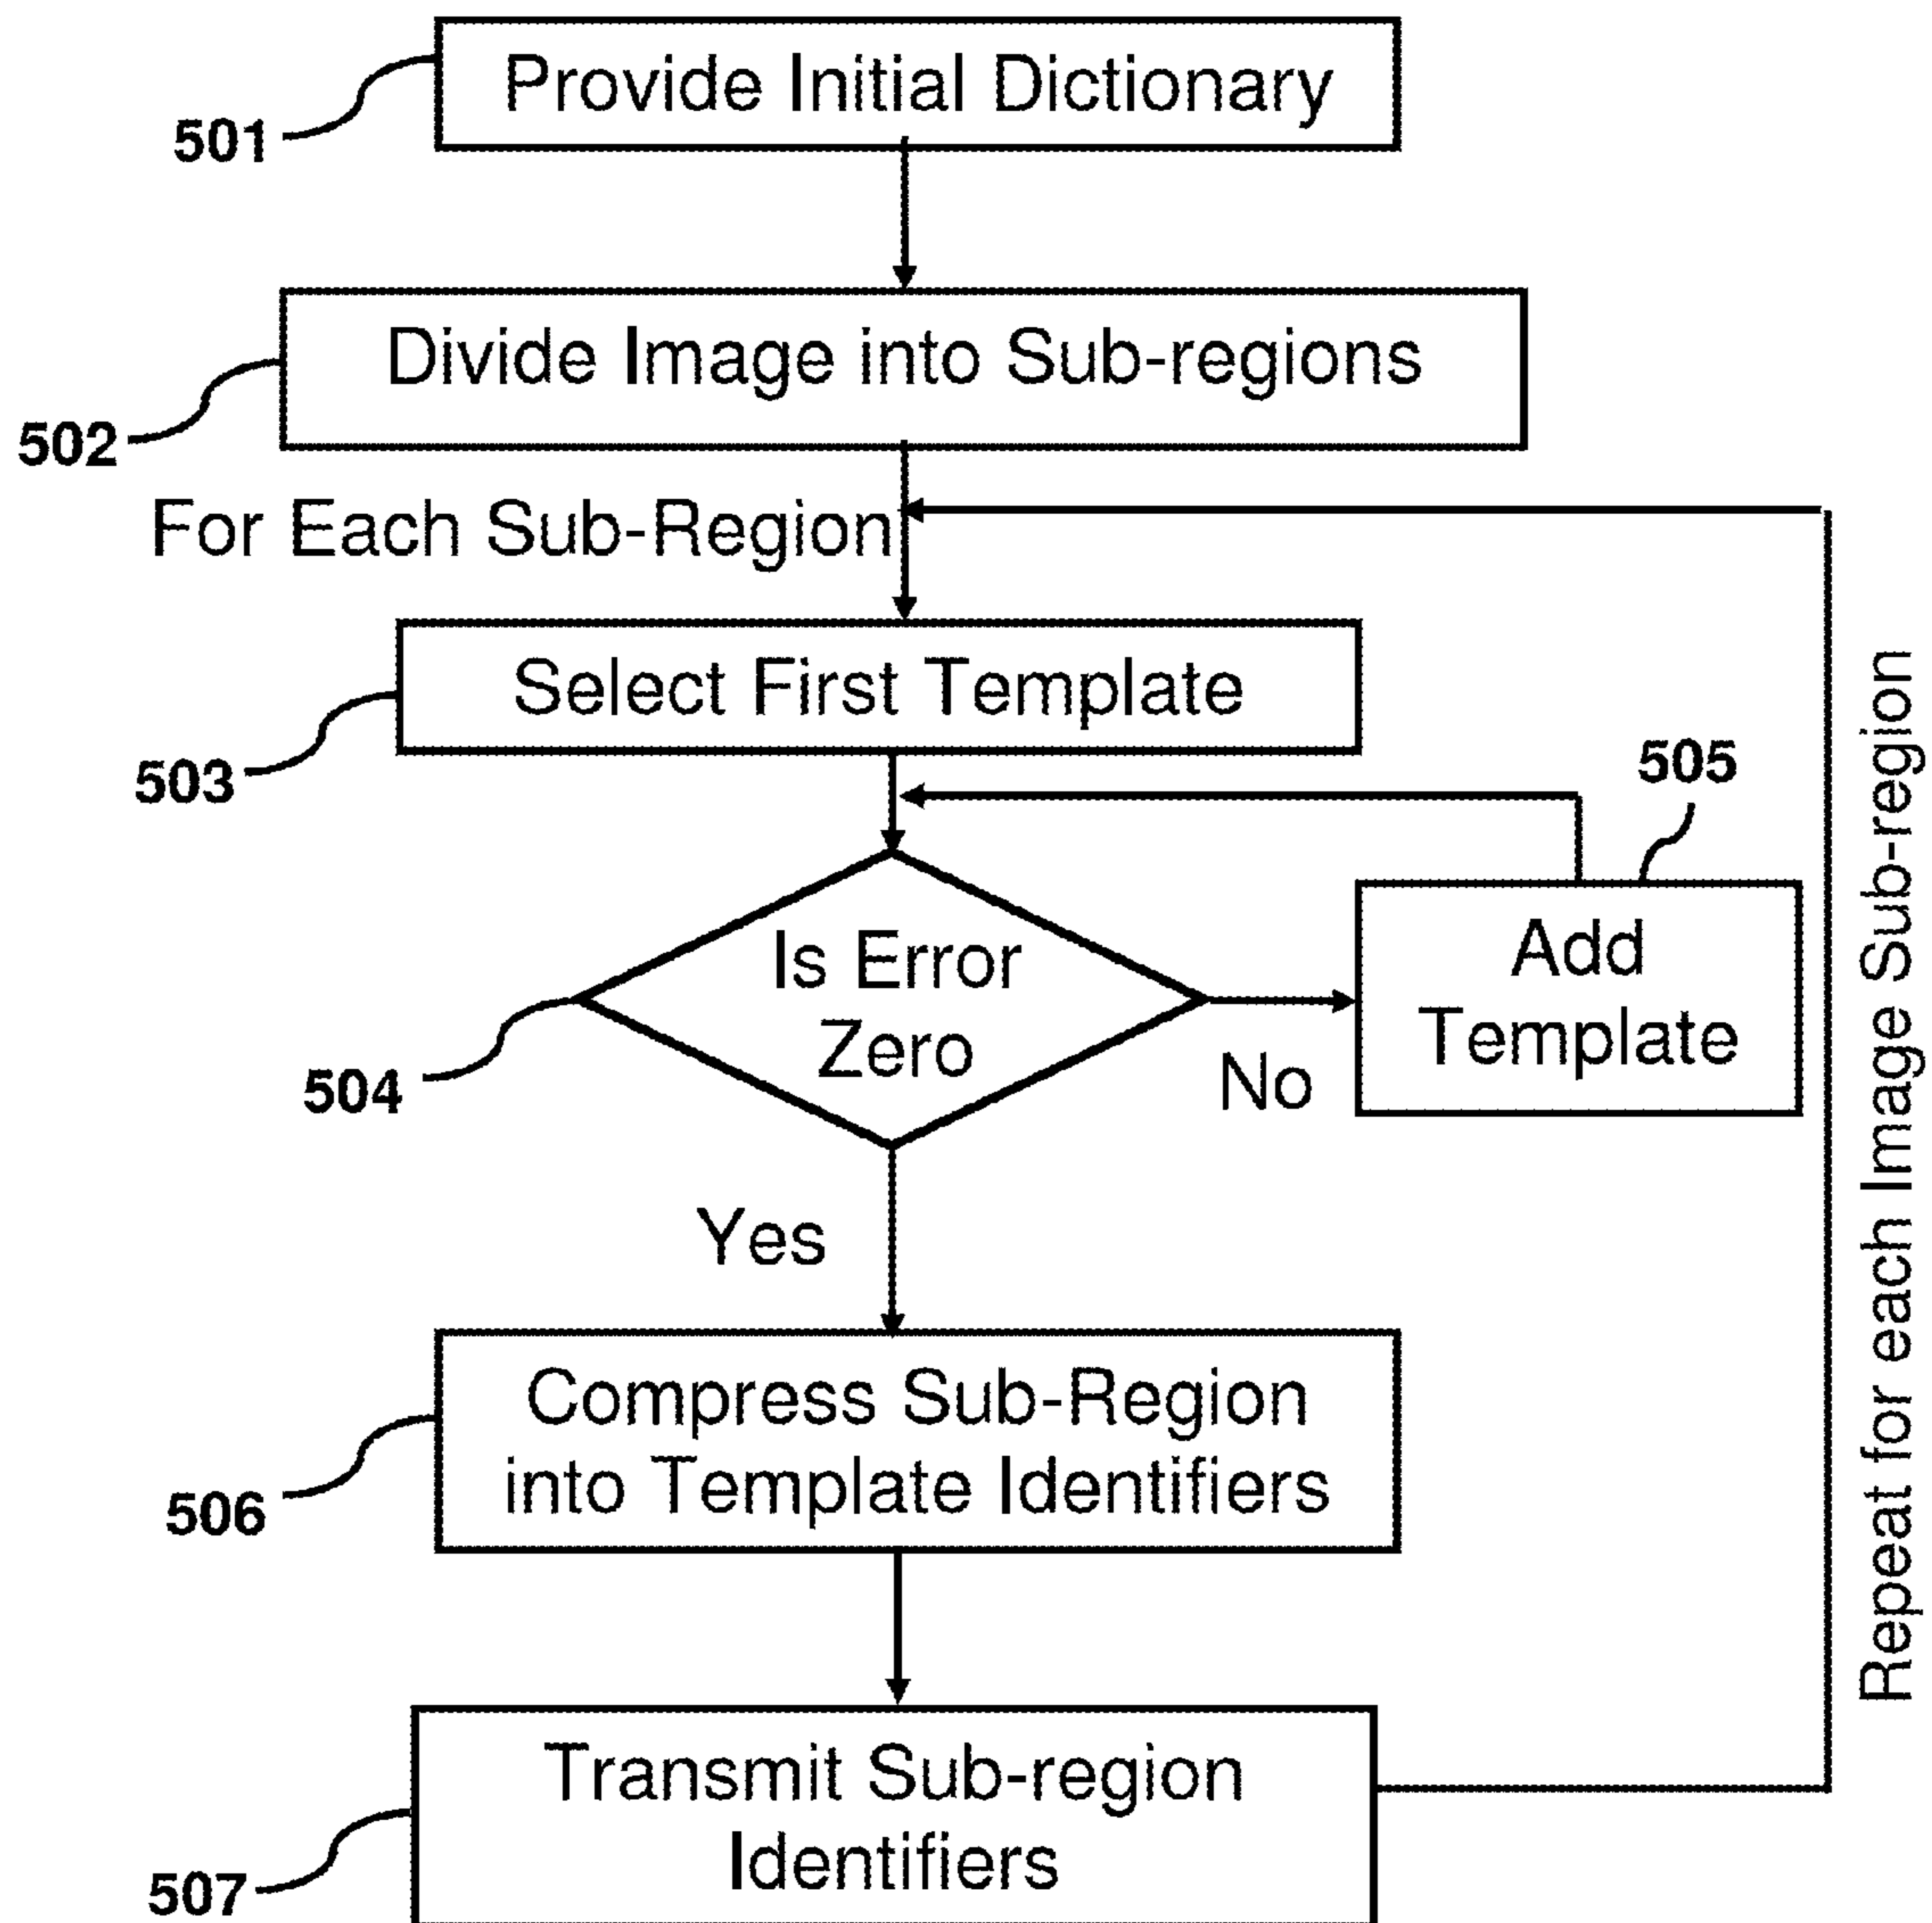 Provide Initial Dictionary
501
Divide Image into Sub-regions
502
For Each Sub-Region
Select First Template
503
505
Is Error
Zero
504
No
Add
Template
Yes
Compress Sub-Region
into Template Identifiers
506
Transmit Sub-region
Identifiers
507
Repeat for each Image Sub-region